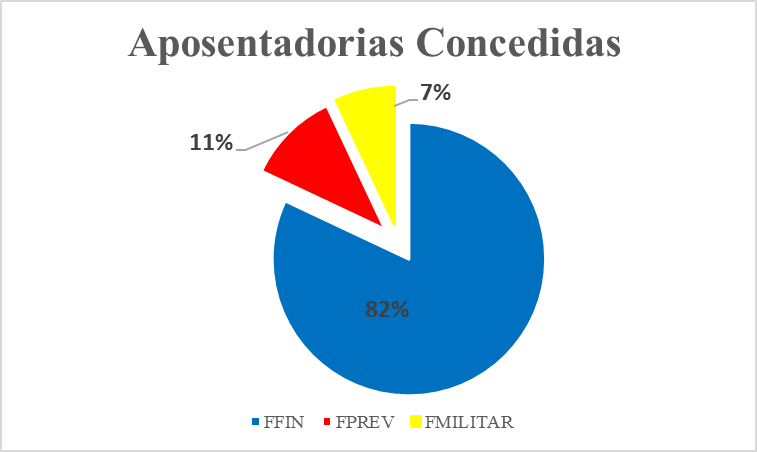 Aposentadorias Concedidas
7%
11%
82%
FFIN FPREV FMILITAR